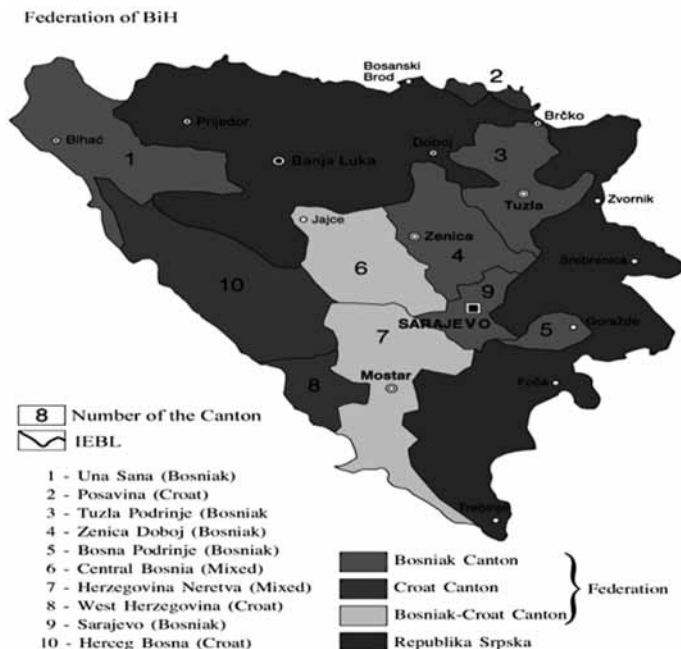 Federation of BiH
Bosanski
Brod
2
Brčko
Prijedor
Bihać
Doboj
3
1
Banja Luka
Tuzla
Zvornik
Jajce
Zenica
4
Srebrenica
6
9
10
SARAJEVO
5
Goražde
7
Mostar
8
Foča
8 Number of the Canton
IEBL
Trebinje
1 - Una Sana (Bosniak)
2 - Posavina (Croat)
3 - Tuzla Podrinje (Bosniak
4 - Zenica Doboj (Bosniak)
5 - Bosna Podrinje (Bosniak)
6 - Central Bosnia (Mixed)
7 - Herzegovina Neretva (Mixed)
8 - West Herzegovina (Croat)
9 - Sarajevo (Bosniak)
10 - Herceg Bosna (Croat)
Bosniak Canton
Croat Canton
Bosniak-Croat Canton
Federation
Republika Srpska